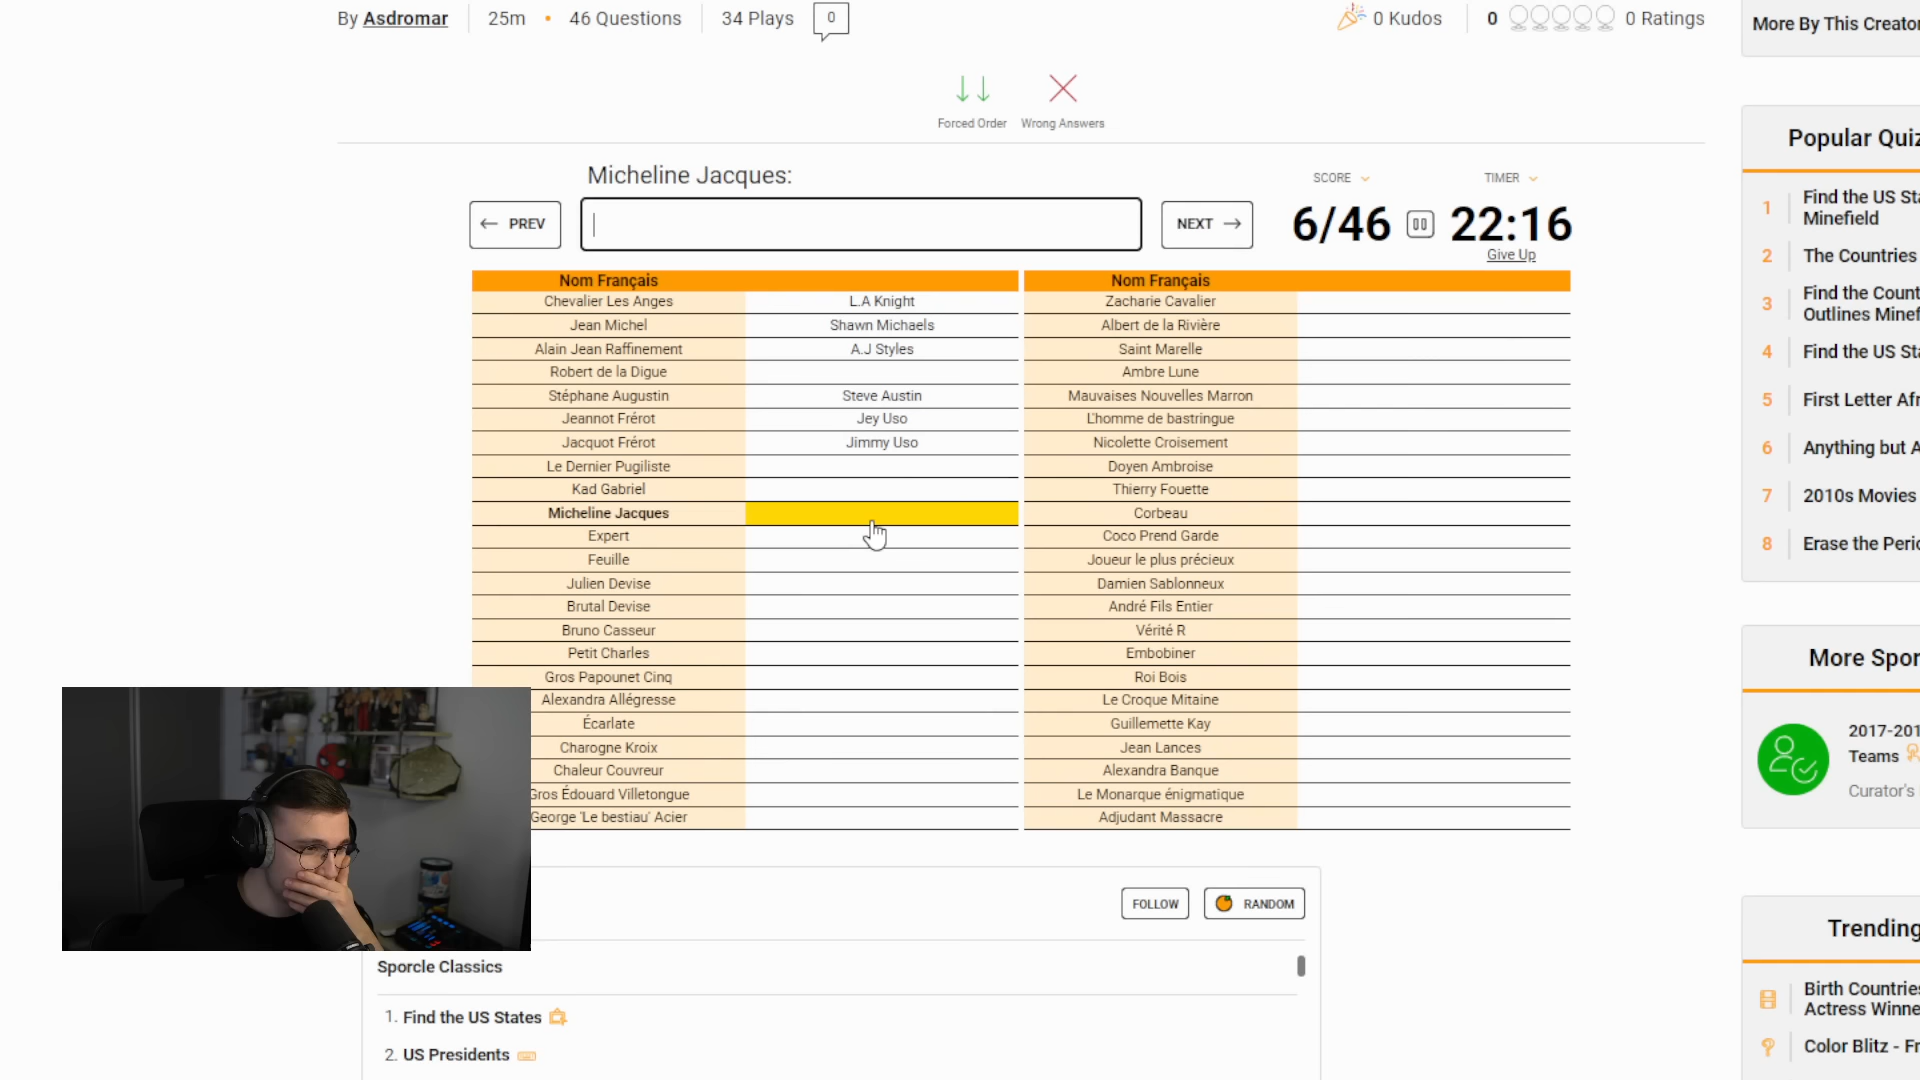 By Asdromar 25m • 46 Questions 34 Plays 0
0 Kudos 0 0 Ratings
More By This Creator
Forced Order Wrong Answers
Micheline Jacques:
PREV
NEXT
SCORE TIMER
6/46 22:16
Give Up
Nom Français Nom Français
Chevalier Les Anges L.A Knight Zacharie Cavalier
Jean Michel Shawn Michaels Albert de la Rivière
Alain Jean Raffinement A.J Styles Saint Marelle
Robert de la Digue Ambre Lune
Stéphane Augustin Steve Austin Mauvaises Nouvelles Marron
Jeannot Frérot Jey Uso L'homme de bastringue
Jacquot Frérot Jimmy Uso Nicolette Croisement
Le Dernier Pugiliste Doyen Ambroise
Kad Gabriel Thierry Fouette
Micheline Jacques Corbeau
Expert Coco Prend Garde
Feuille Joueur le plus précieux
Julien Devise Damien Sablonneux
Brutal Devise André Fils Entier
Bruno Casseur Vérité R
Petit Charles Embobiner
Gros Papounet Cinq Roi Bois
Alexandra Allégresse Le Croque Mitaine
Écarlate Guillemette Kay
Charogne Kroix Jean Lances
Chaleur Couvreur Alexandra Banque
Gros Édouard Villetongue Le Monarque énigmatique
George 'Le bestiau' Acier Adjudant Massacre
FOLLOW RANDOM
Sporcle Classics
1. Find the US States
2. US Presidents
Popular Quiz
1 Find the US Sta
Minefield
2 The Countries
3 Find the Count
Outlines Minef
4 Find the US Sta
5 First Letter Afr
6 Anything but A
7 2010s Movies
8 Erase the Perio
More Spor
2017-201
Teams
Curator's
Trending
Birth Countries
Actress Winne
Color Blitz - Fr